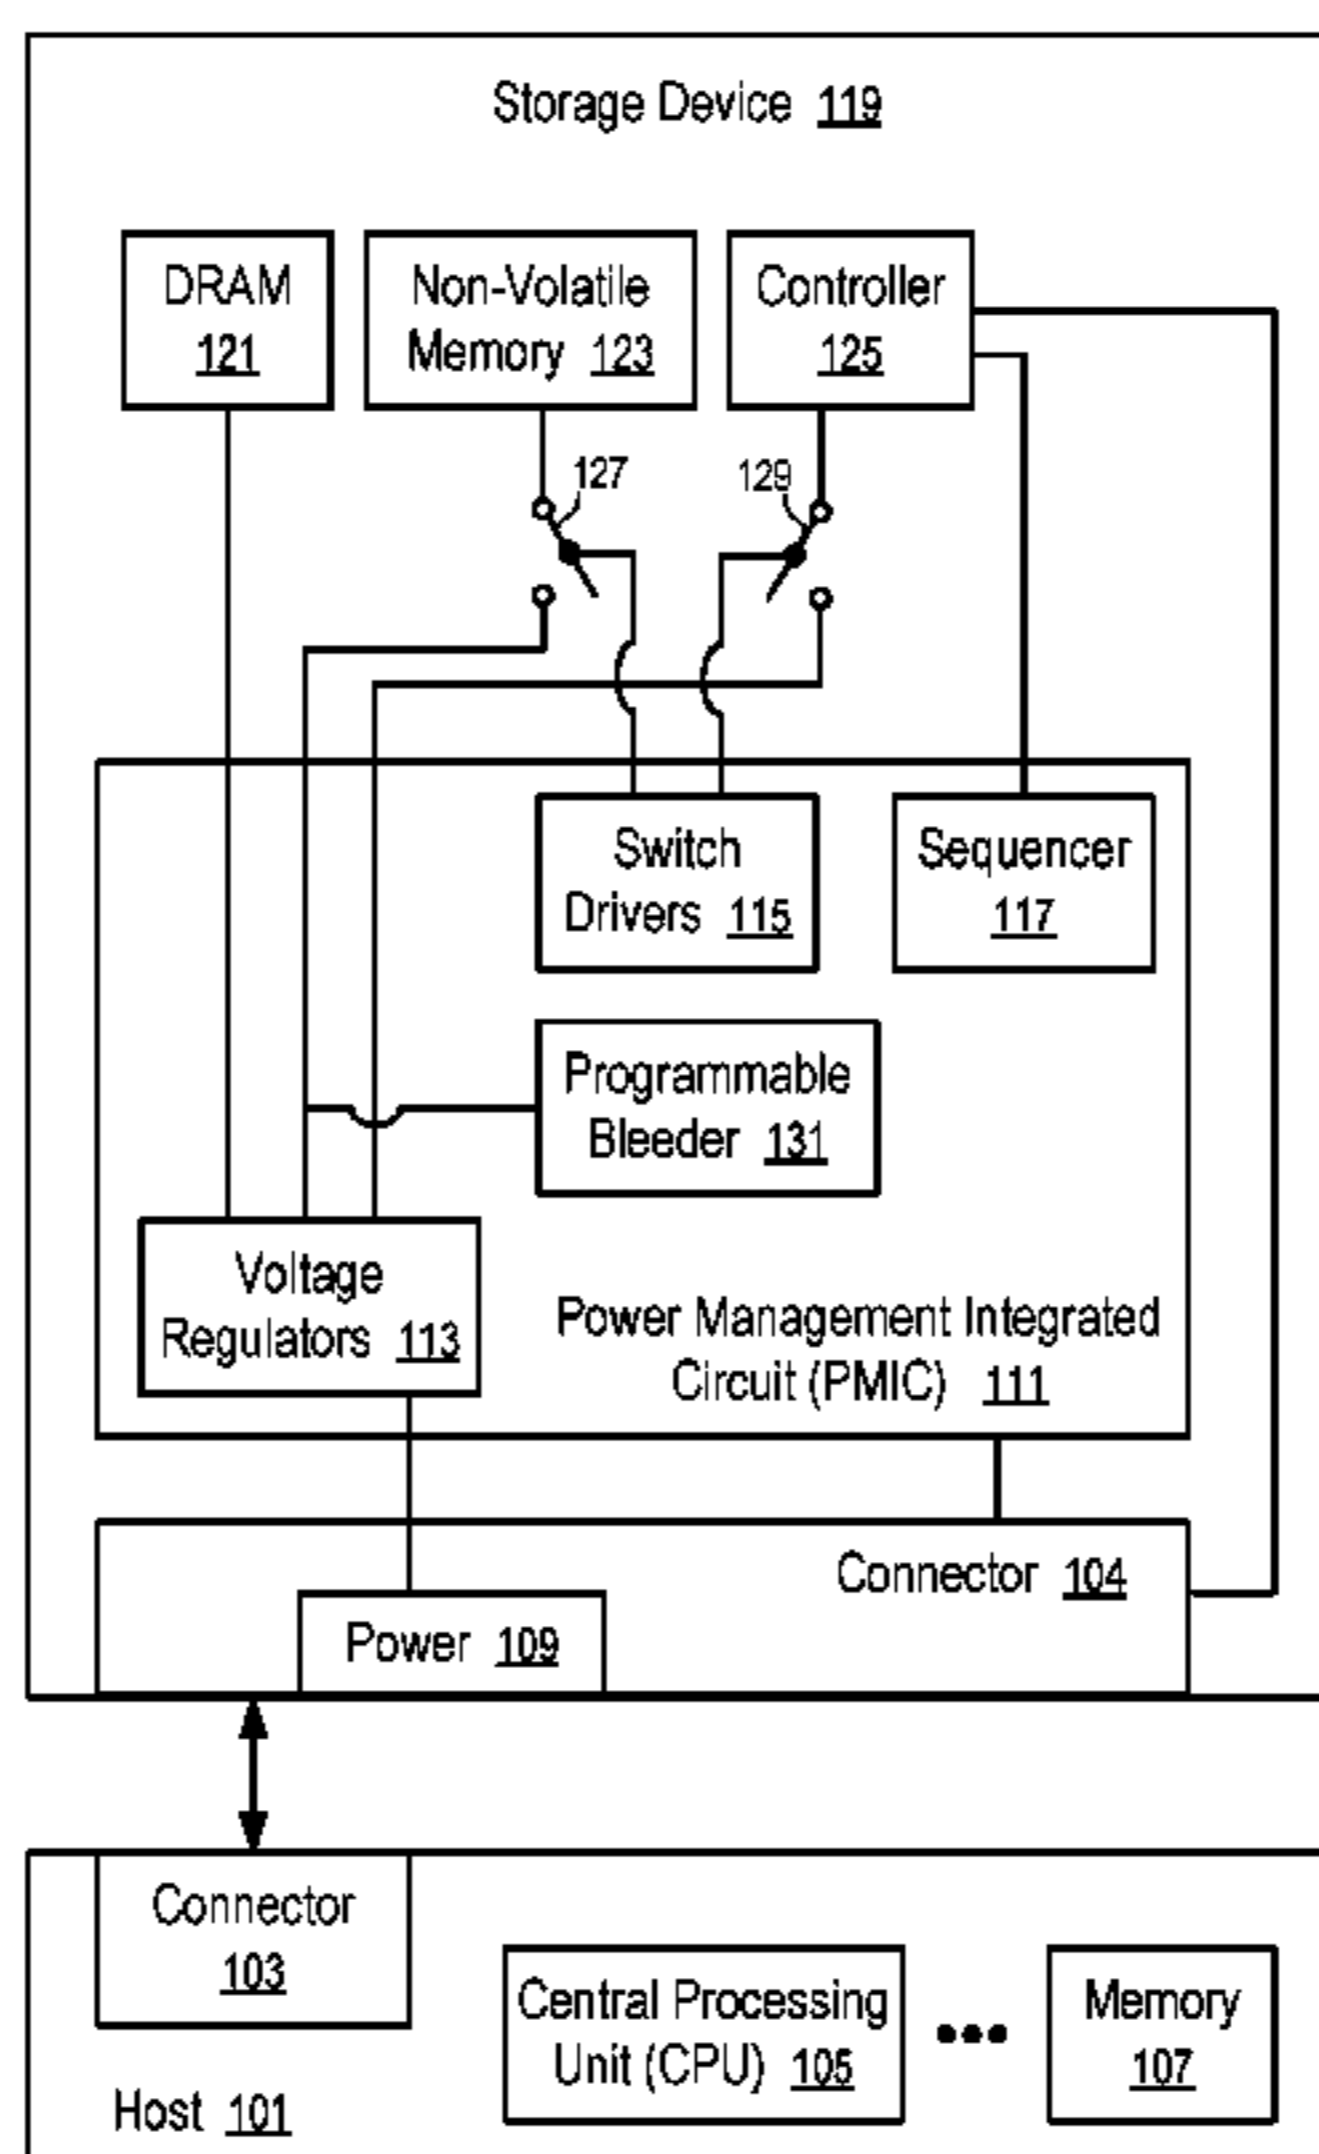 Storage Device 119
DRAM
121
Non-Volatile
Memory 123
Controller
125
127
129
Switch
Drivers 115
Sequencer
117
Programmable
Bleeder 131
Voltage
Regulators 113
Power Management Integrated
Circuit (PMIC) 111
Connector 104
Power 109
Connector
103
Central Processing
Unit (CPU) 105
Memory
107
Host 101